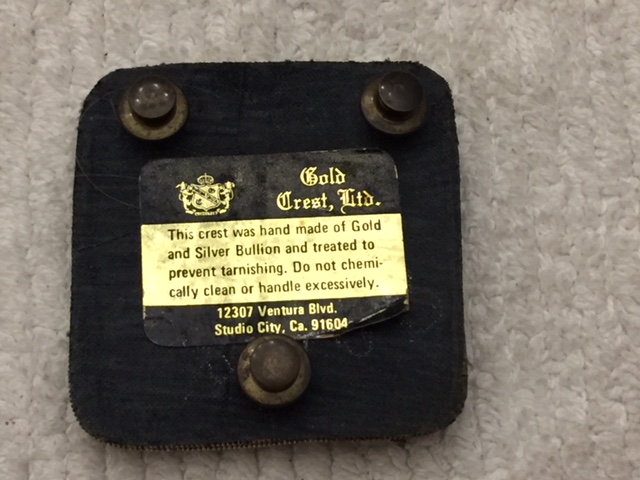 Gold
Crest, Ltd.
This crest was hand made of Gold
and Silver Bullion and treated to
prevent tarnishing. Do not chemi-
cally clean or handle excessively.
12307 Ventura Blvd.
Studio City, Ca. 91604